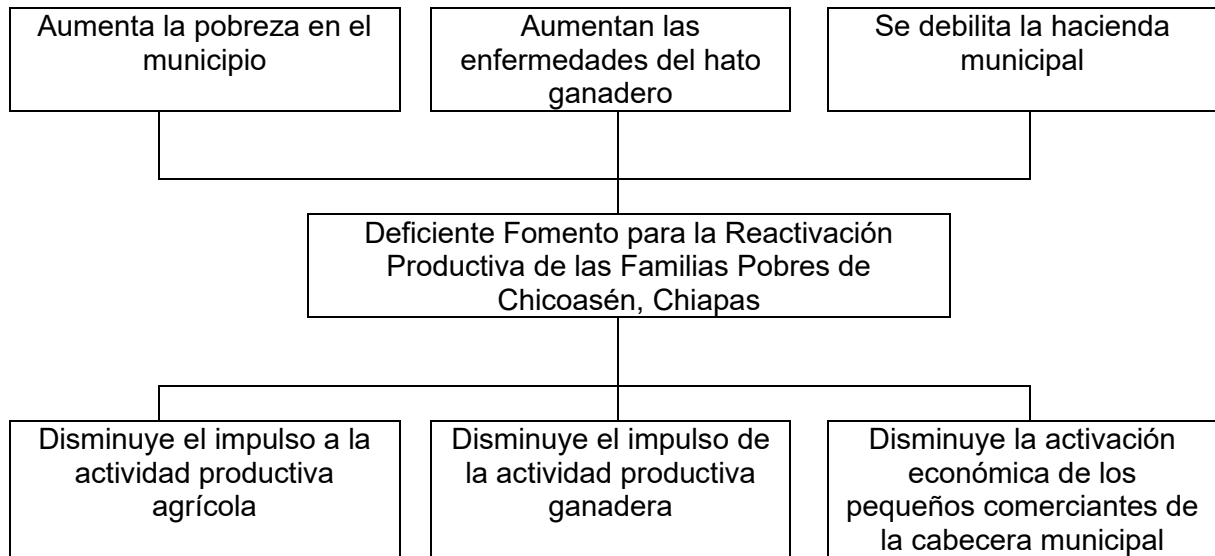 Aumenta la pobreza en el
municipio
Aumentan las
enfermedades del hato
ganadero
Se debilita la hacienda
municipal
Deficiente Fomento para la Reactivación
Productiva de las Familias Pobres de
Chicoasén, Chiapas
Disminuye el impulso a la
actividad productiva
agrícola
Disminuye el impulso de
la actividad productiva
ganadera
Disminuye la activación
económica de los
pequeños comerciantes de
la cabecera municipal